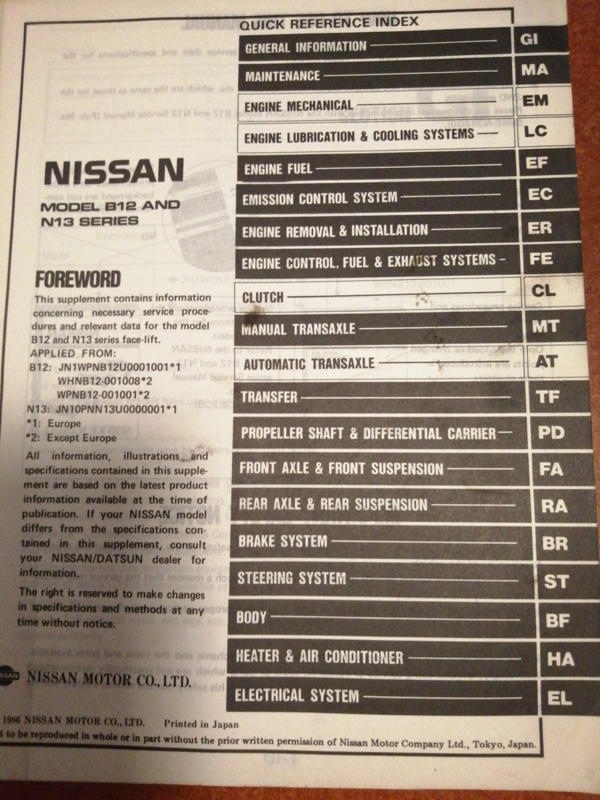 QUICK REFERENCE INDEX
GENERAL INFORMATION GI
MAINTENANCE MA
ENGINE MECHANICAL EM
ENGINE LUBRICATION & COOLING SYSTEMS LC
ENGINE FUEL EF
EMISSION CONTROL SYSTEM EC
ENGINE REMOVAL & INSTALLATION ER
ENGINE CONTROL, FUEL & EXHAUST SYSTEMS FE
CLUTCH CL
MANUAL TRANSAXLE MT
AUTOMATIC TRANSAXLE AT
TRANSFER TF
PROPELLER SHAFT & DIFFERENTIAL CARRIER PD
FRONT AXLE & FRONT SUSPENSION FA
REAR AXLE & REAR SUSPENSION RA
BRAKE SYSTEM BR
STEERING SYSTEM ST
BODY BF
HEATER & AIR CONDITIONER HA
ELECTRICAL SYSTEM EL
NISSAN
MODEL B12 AND
N13 SERIES
FOREWORD
This supplement contains information
concerning necessary service proce-
dures and relevant data for the model
B12 and N13 series face-lift.
APPLIED FROM:
B12: JN1WPNB12U0001001*1
WHNB12-001008*2
WPNB12-001001*2
N13: JN10PNN13U0000001*1
*1: Europe
*2: Except Europe
All information, illustrations and
specifications contained in this supple-
ment are based on the latest product
information available at the time of
publication. If your NISSAN model
differs from the specifications con-
tained in this supplement, consult
your NISSAN/DATSUN dealer for
information.
The right is reserved to make changes
in specifications and methods at any
time without notice.
NISSAN MOTOR CO., LTD.
1986 NISSAN MOTOR CO., LTD. Printed in Japan
to be reproduced in whole or in part without the prior written permission of Nissan Motor Company Ltd., Tokyo, Japan.